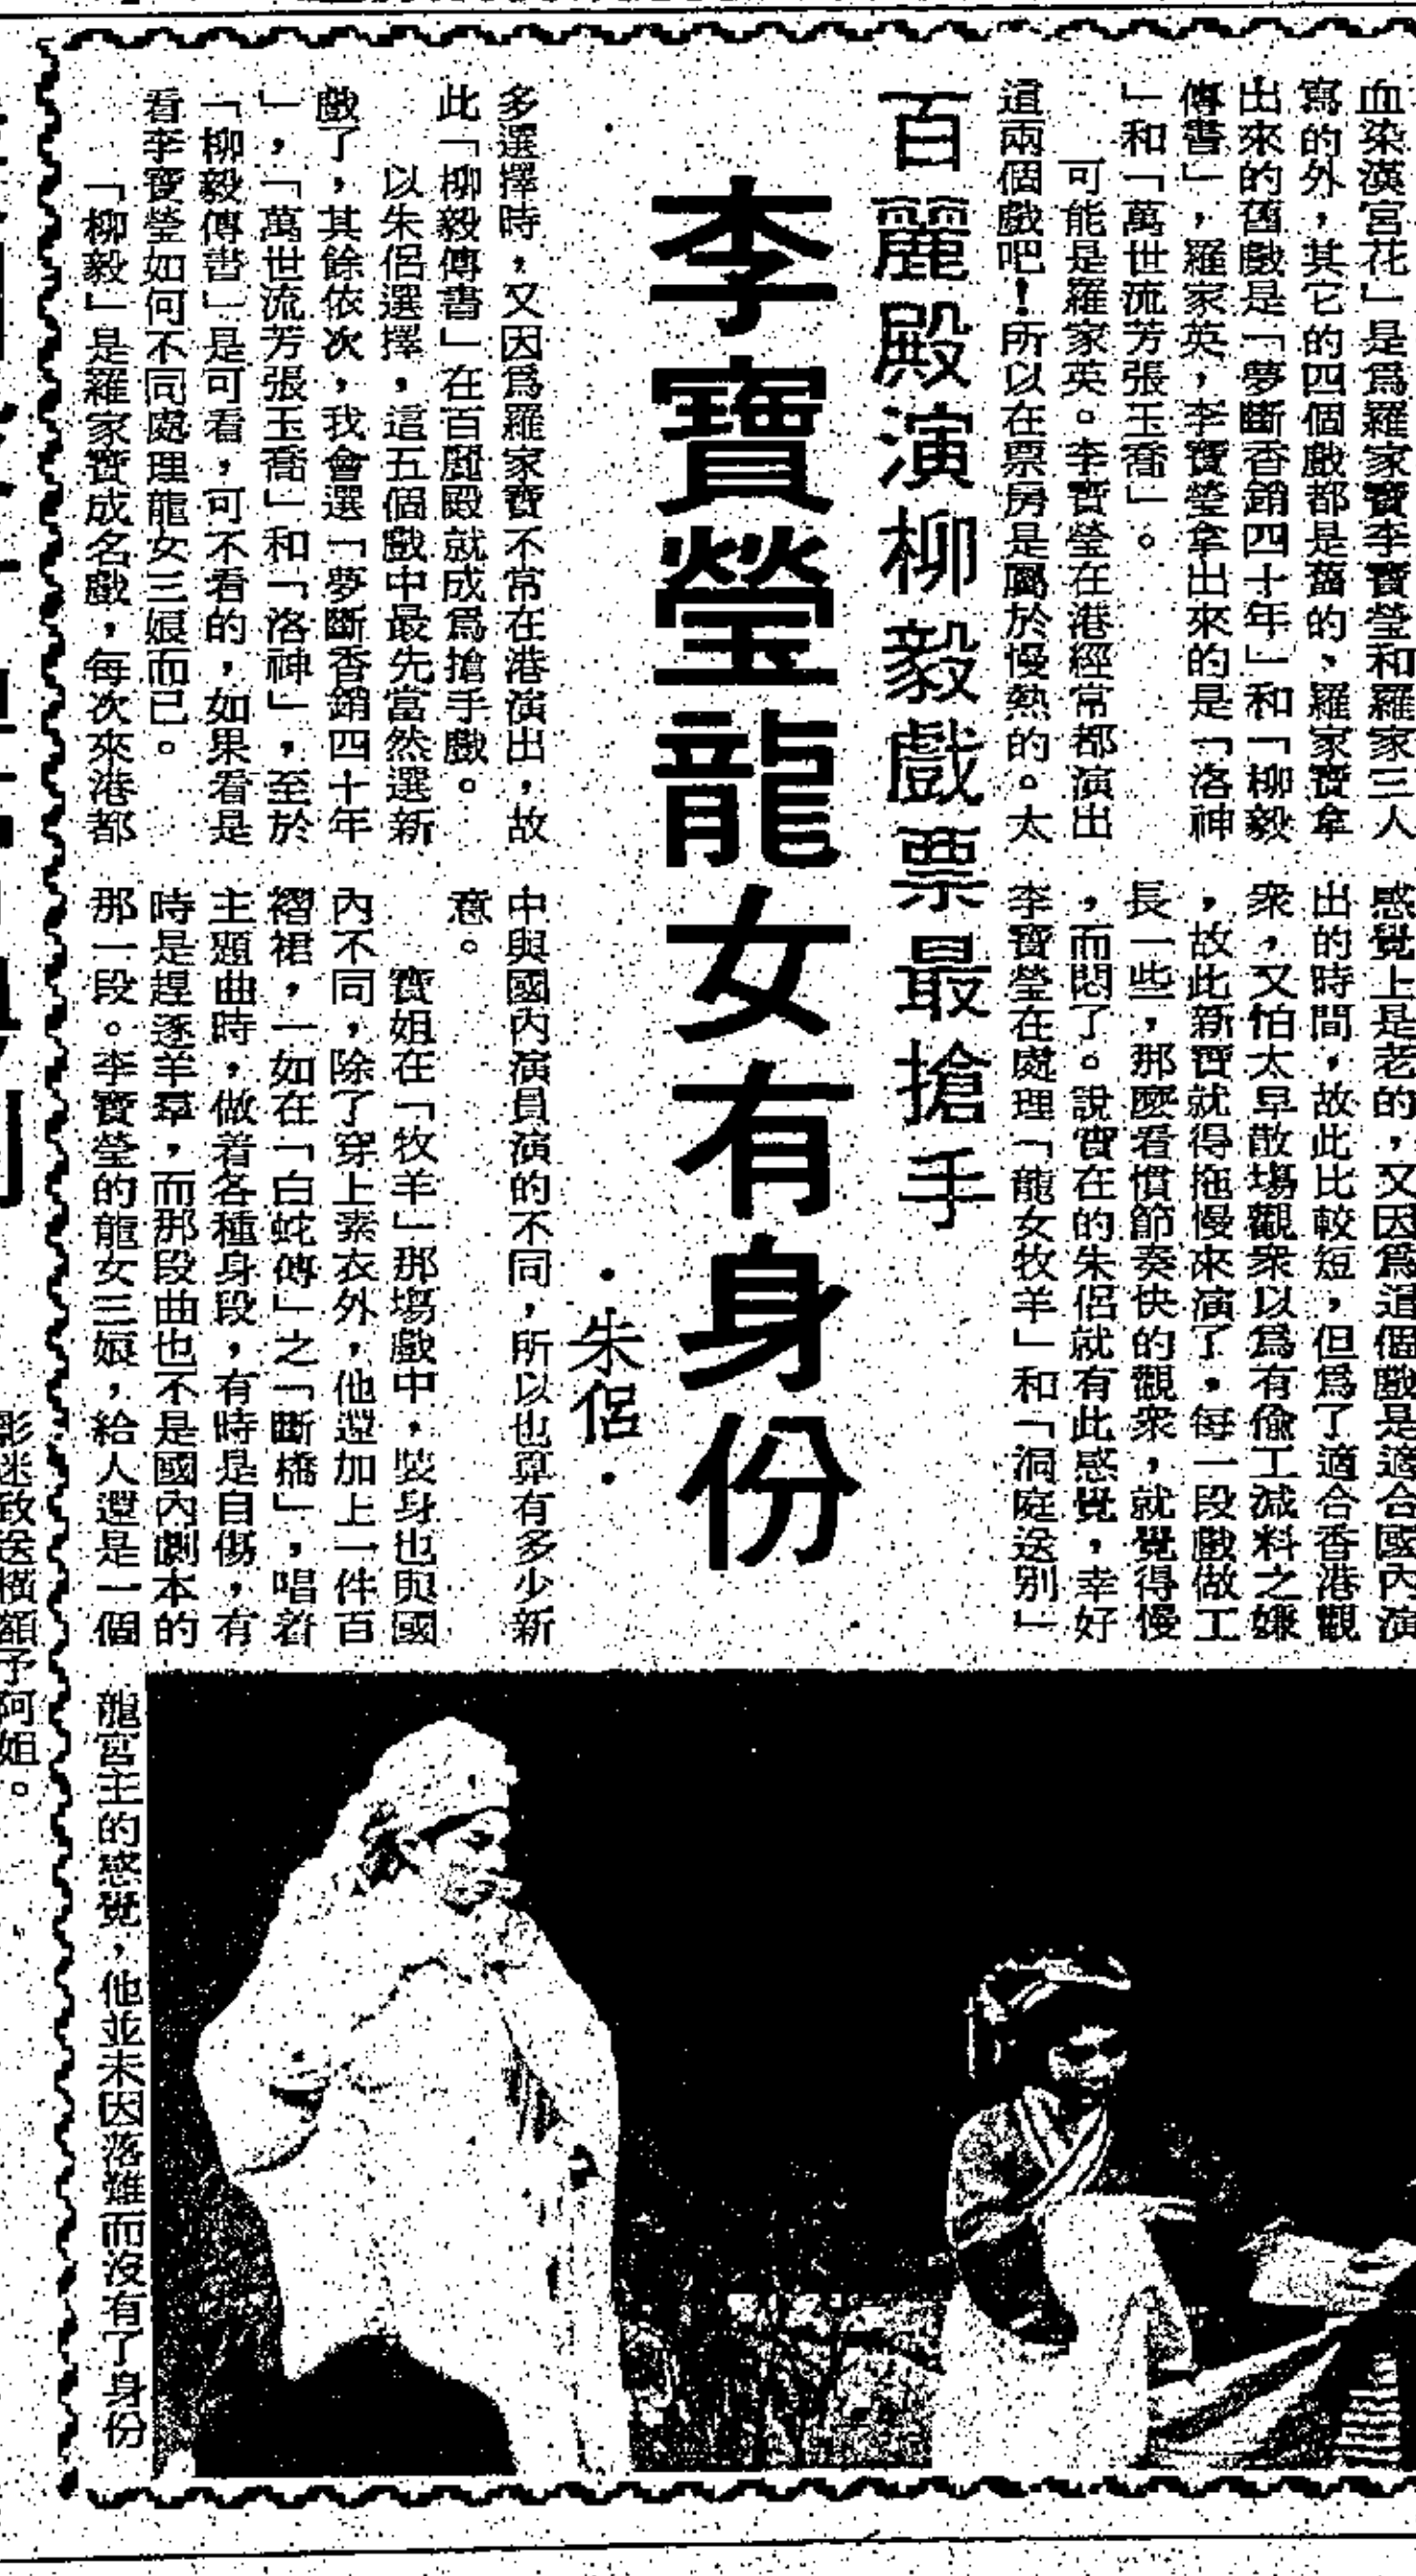 百麗殿演柳毅戲票最搶手
李寶瑩龍女有身份
·朱侶·
血染漢宮花」是爲羅家寶李寶瑩和羅家三人
寫的外,其它的四個戲都是舊的,羅家寶拿
出來的舊戲是「夢斷香銷四十年」和「柳毅
傳書」,羅家英,李寶瑩拿出來的是「洛神
」和「萬世流芳張玉喬」。
可能是羅家英。李寶瑩在港經常都演出
這兩個戲吧!所以在票房是屬於慢熱的。太
多選擇時,又因爲羅家寶不常在港演出,故
此「柳毅傳書」在百麗殿就成爲搶手戲。
以朱侶選擇,這五個戲中最先當然選新
戲了,其餘依次,我會選「夢斷香銷四十年
」,「萬世流芳張玉喬」和「洛神」,至於
「柳毅傳書」是可看,可不看的,如果看是
看李寶瑩如何不同處理龍女三娘而已。
「柳毅」是羅家寶成名戲,每次來港都
感覺上是老的,又因爲這個戲是適合國內演
出的時間,故此比較短,但爲了適合香港觀
衆,又怕太早散場觀衆以爲有偷工減料之嫌
,故此新寶就得拖慢來演了,每一段戲做工
長一些,那麼看慣節奏快的觀衆,就覺得慢
,而悶了。說實在的朱侶就有此感覺,幸好
李寶瑩在處理「龍女牧羊」和「洞庭送別」
中與國內演員演的不同,所以也算有多少新
意。
寶姐在「牧羊」那場戲中,裝身也與國
內不同,除了穿上素衣外,他還加上一件百
褶裙,一如在「白蛇傳」之「斷橋」,唱着
主題曲時,做着各種身段,有時是自傷,有
時是趕逐羊羣,而那段曲也不是國內劇本的
那一段。李寶瑩的龍女三娘,給人還是一個
龍宮主的感覺,他並未因落難而沒有了身份
影迷致送橫額予阿姐。